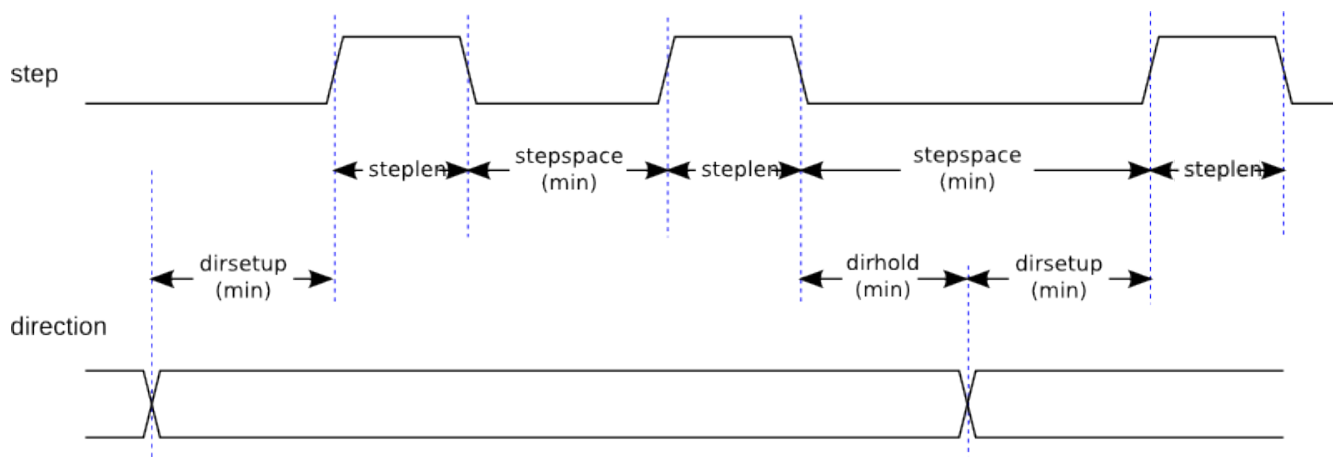 step
steplen
stepspace
(min)
steplen
stepspace
(min)
steplen
dirsetup
(min)
dirhold
(min)
dirsetup
(min)
direction